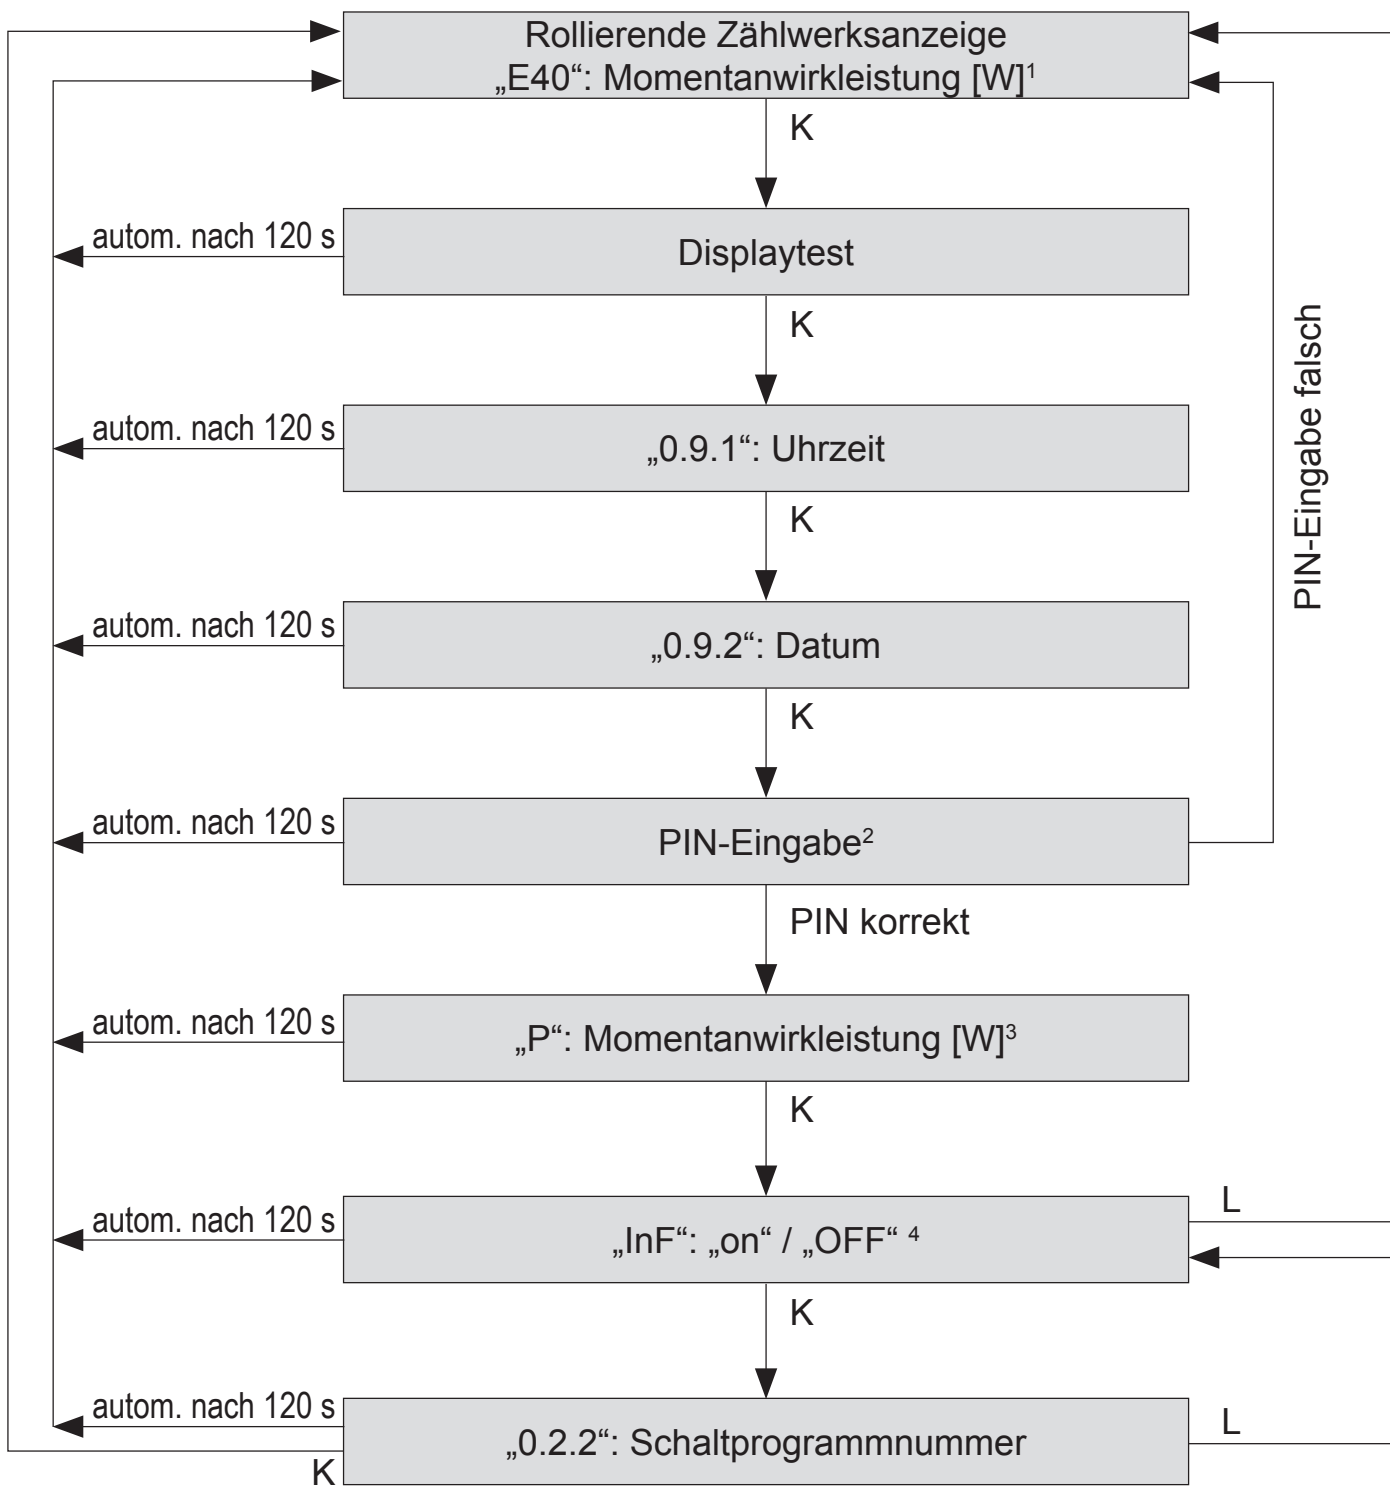 Rollierende Zählwerksanzeige
„E40“: Momentanwirkleistung [W]¹
K
autom. nach 120 s
Displaytest
K
autom. nach 120 s
„0.9.1“: Uhrzeit
K
autom. nach 120 s
„0.9.2“: Datum
K
PIN-Eingabe falsch
autom. nach 120 s
PIN-Eingabe²
PIN korrekt
autom. nach 120 s
„P“: Momentanwirkleistung [W]³
K
autom. nach 120 s
„InF“: „on“ / „OFF“ ⁴
L
K
autom. nach 120 s
„0.2.2“: Schaltprogrammnummer
L
K